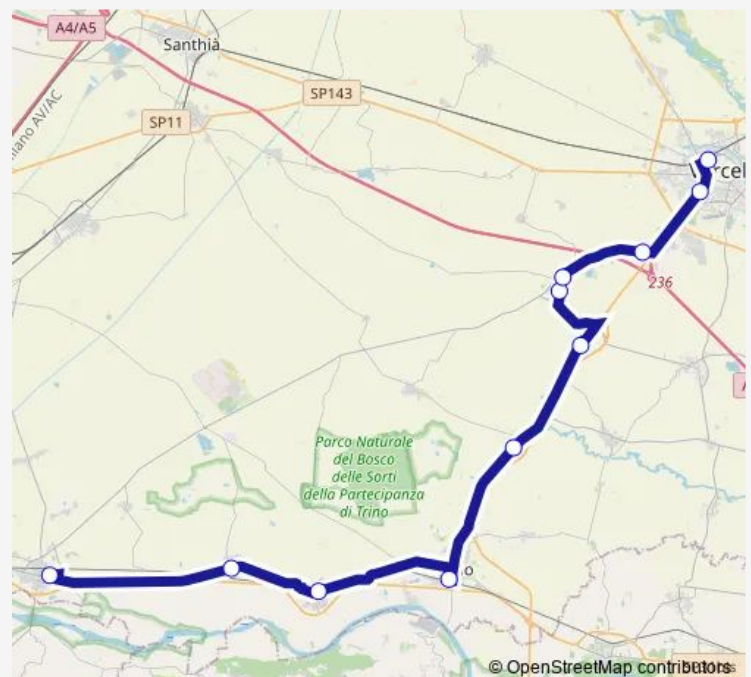 A4/A5
Santhià
SP143
SP11
Milano AV/AC
236
Parco Naturale
del Bosco
delle Sorti
della Partecipanza
di Trino
© OpenStreetMap contributors